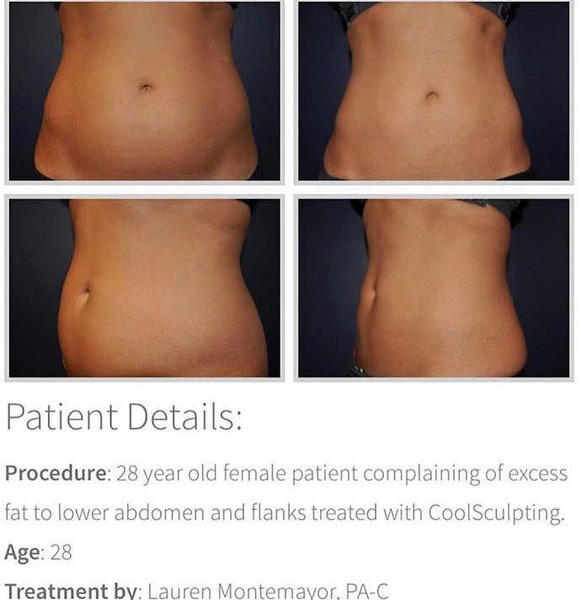 Patient Details:
Procedure: 28 year old female patient complaining of excess
fat to lower abdomen and flanks treated with CoolSculpting.
Age: 28
Treatment by: Lauren Montemayor, PA-C